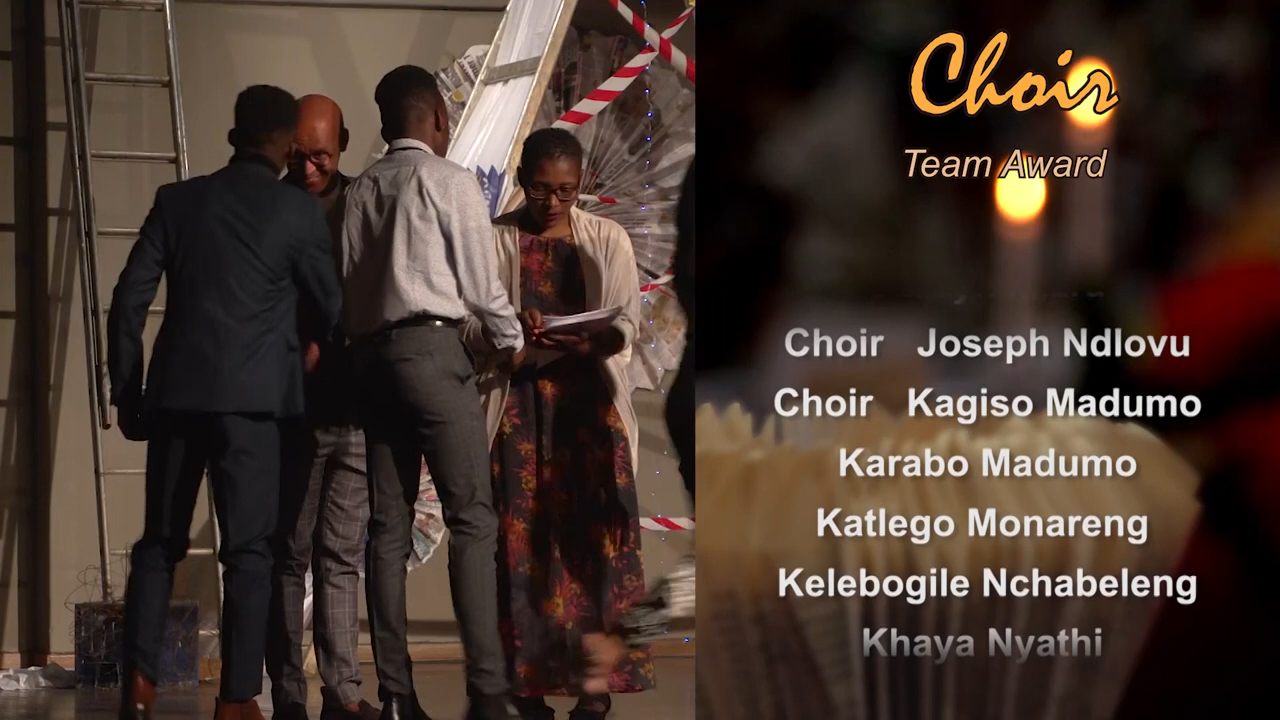 Choir
Team Award
Choir Joseph Ndlovu
Choir Kagiso Madumo
Karabo Madumo
Katlego Monareng
Kelebogile Nchabeleng
Khaya Nyathi